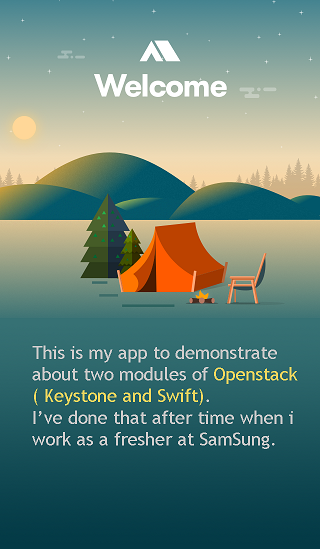 Welcome
This is my app to demonstrate
about two modules of Openstack
( Keystone and Swift).
I've done that after time when i
work as a fresher at SamSung.